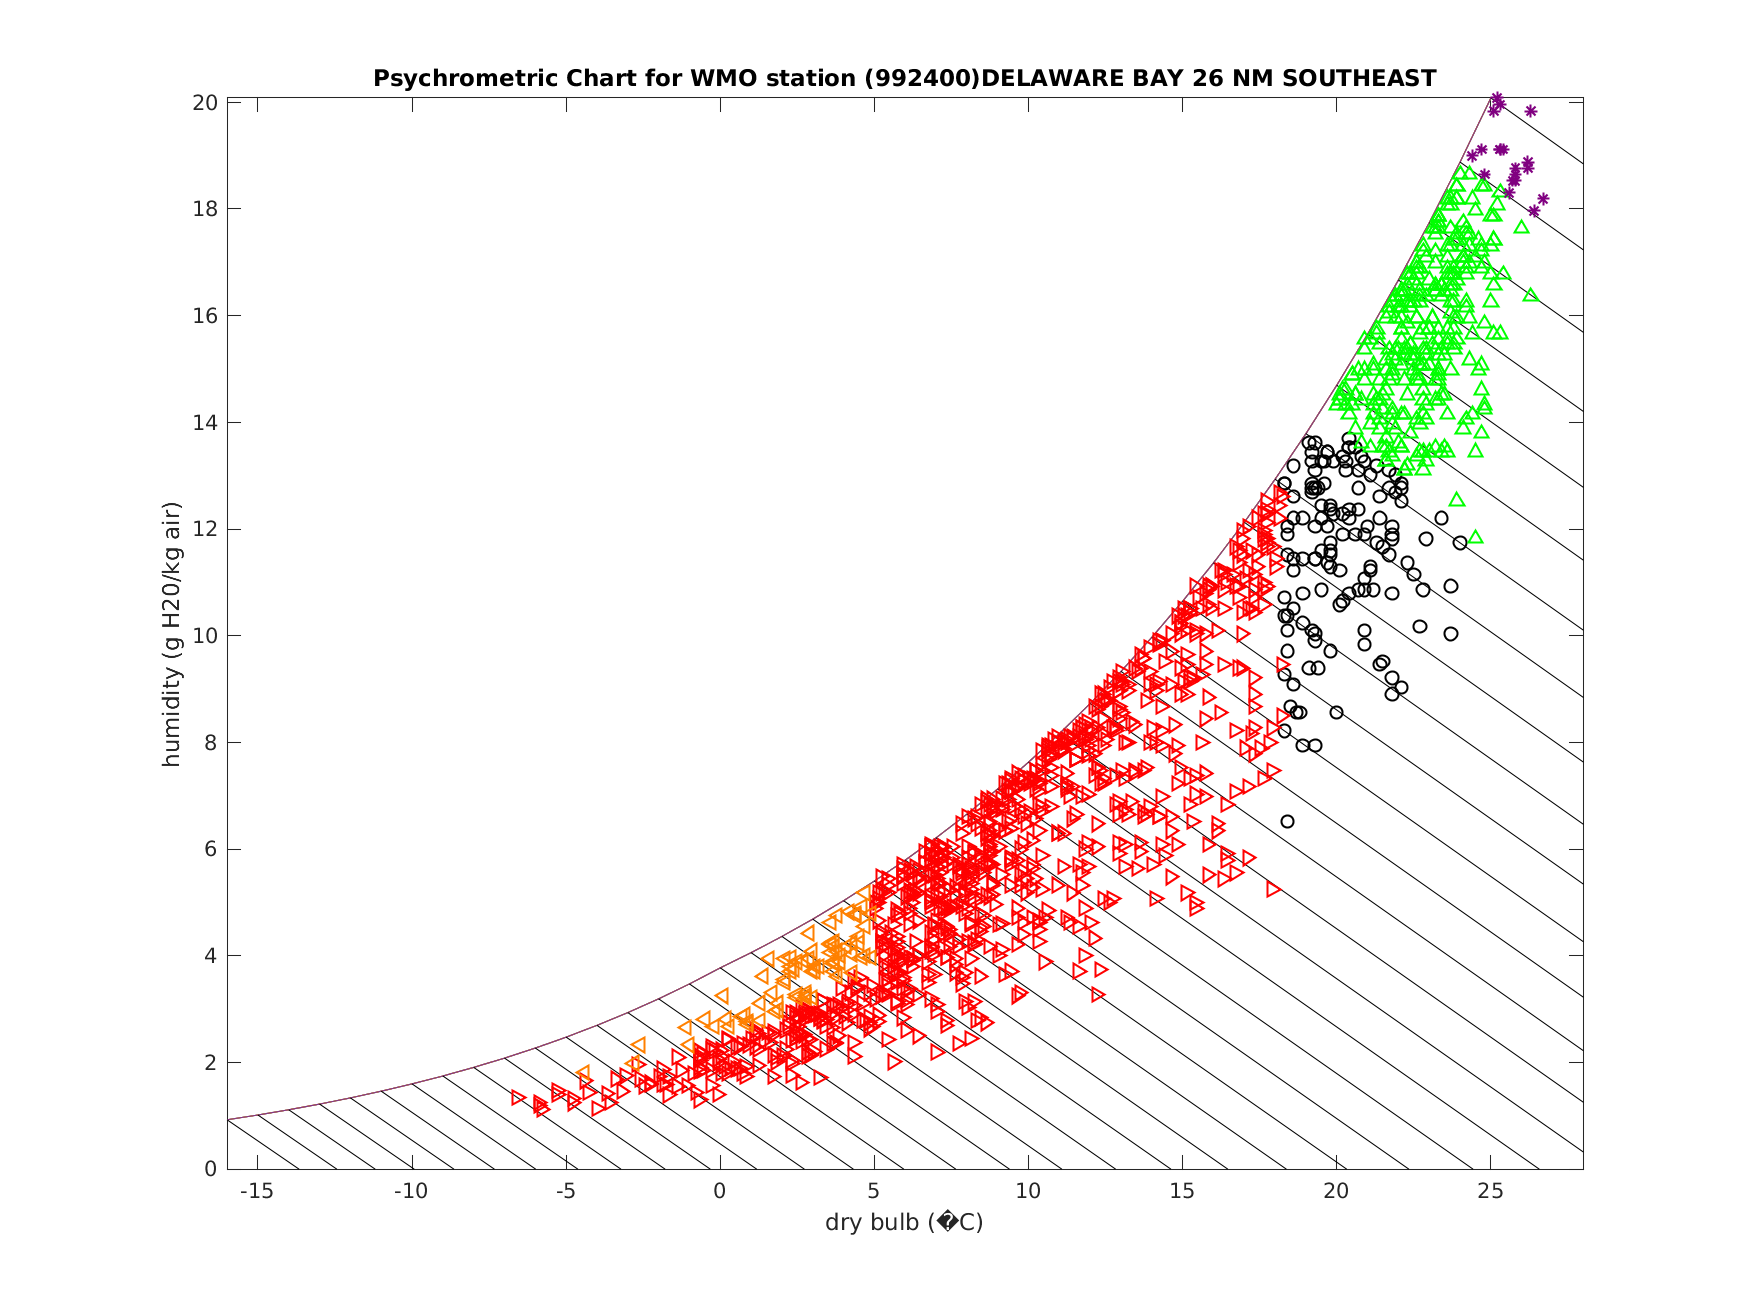 Psychrometric Chart for WMO station (992400)DELAWARE BAY 26 NM SOUTHEAST
humidity (g H20/kg air)
20
18
16
14
12
10
8
6
4
2
0
-15 -10 -5 0 5 10 15 20 25
dry bulb (�C)